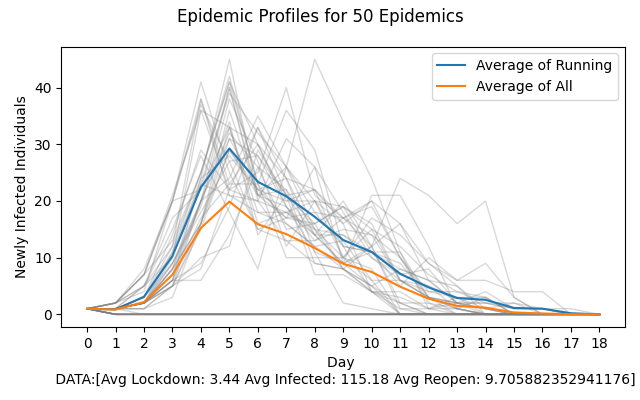 Epidemic Profiles for 50 Epidemics
Average of Running
Average of All
Newly Infected Individuals
40
30
20
10
0
0 1 2 3 4 5 6 7 8 9 10 11 12 13 14 15 16 17 18
Day
DATA:[Avg Lockdown: 3.44 Avg Infected: 115.18 Avg Reopen: 9.705882352941176]